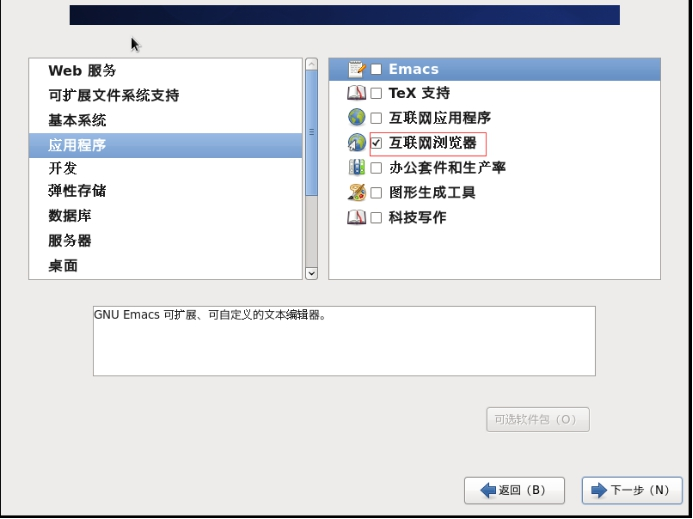 Web 服务
可扩展文件系统支持
基本系统
应用程序
开发
弹性存储
数据库
服务器
桌面
Emacs
TeX 支持
互联网应用程序
互联网浏览器
办公套件和生产率
图形生成工具
科技写作
GNU Emacs 可扩展、可自定义的文本编辑器。
可选软件包（O）
返回（B）
下一步（N）